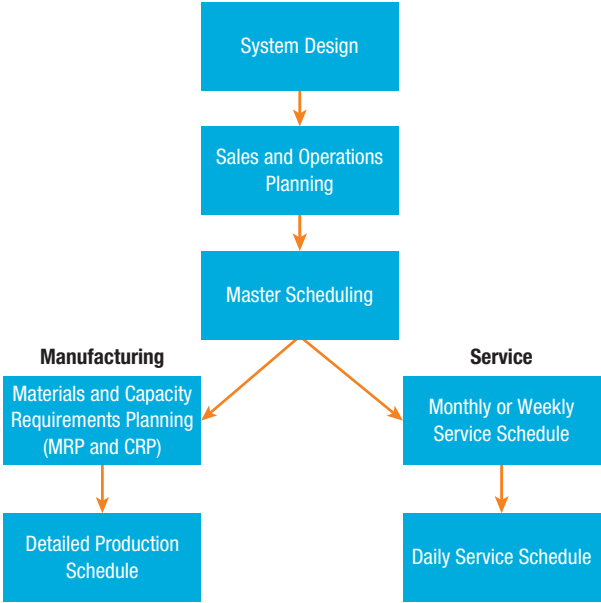 System Design
Sales and Operations
Planning
Master Scheduling
Manufacturing
Materials and Capacity
Requirements Planning
(MRP and CRP)
Detailed Production
Schedule
Service
Monthly or Weekly
Service Schedule
Daily Service Schedule